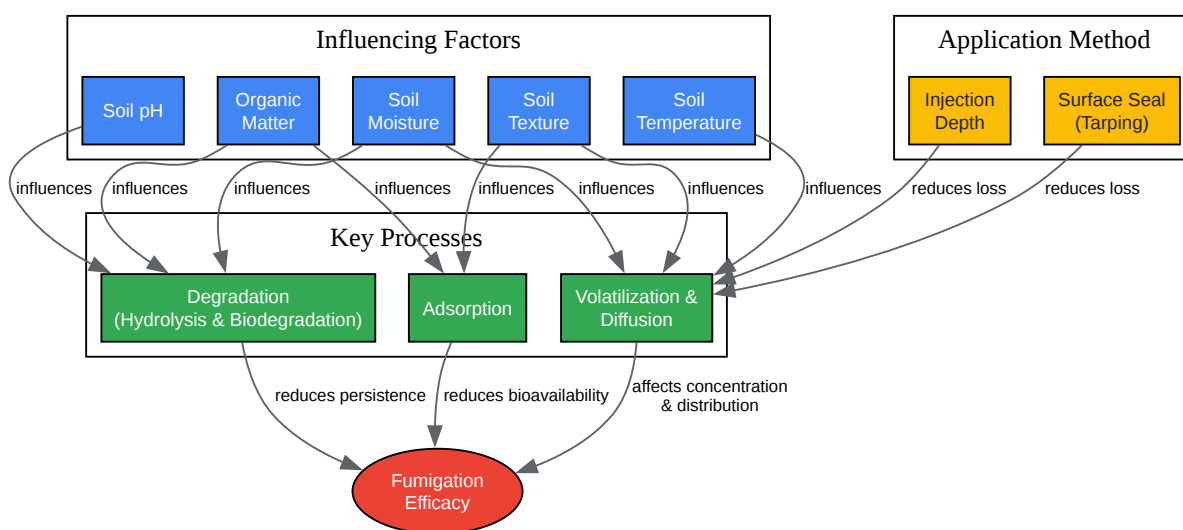 Influencing Factors
Application Method
Soil pH
Organic
Matter
Soil
Moisture
Soil
Texture
Soil
Temperature
Injection
Depth
Surface Seal
(Tarping)
influences
influences
influences
influences
influences
influences
influences
influences
reduces loss
reduces loss
Key Processes
Degradation
(Hydrolysis & Biodegradation)
Adsorption
Volatilization &
Diffusion
reduces persistence
reduces bioavailability
affects concentration
& distribution
Fumigation
Efficacy